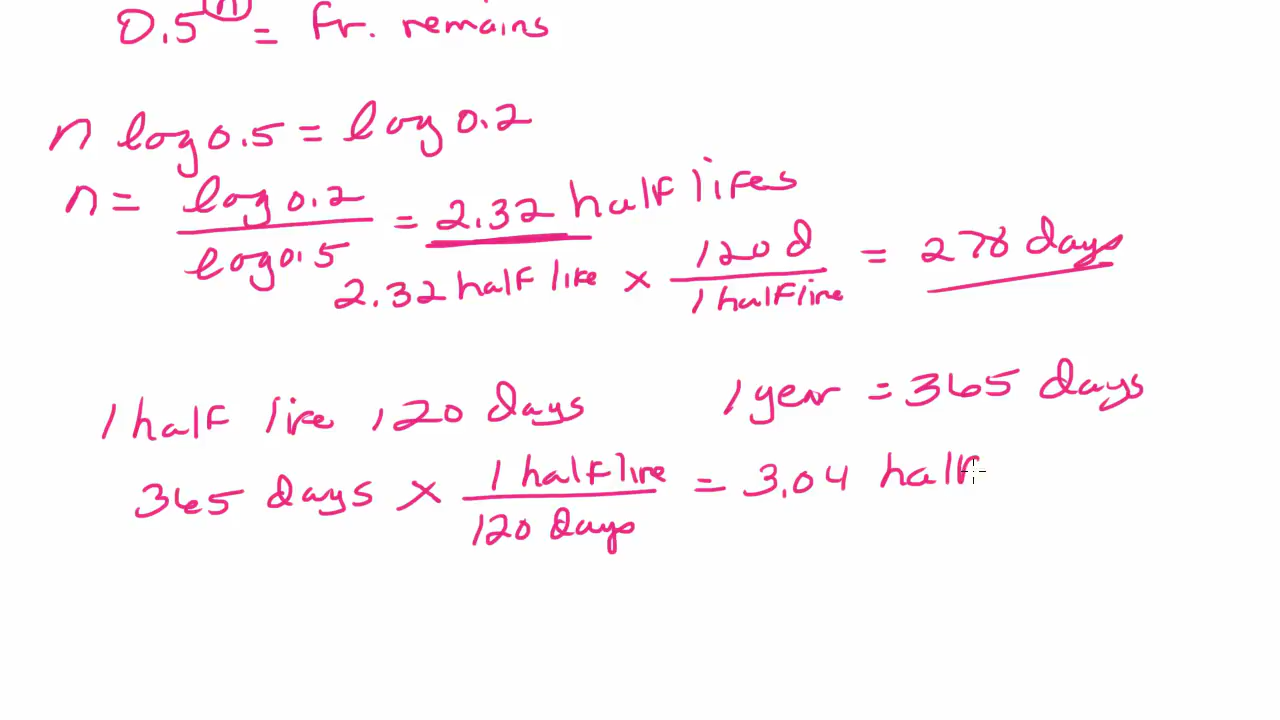 0.5^n = Fr. remains
n log 0.5 = log 0.2
n = log 0.2 / log 0.5 = 2.32 half lifes
2.32 half life × 120 d / 1 half life = 278 days
1 half life 120 days 1 year = 365 days
365 days × 1 half life / 120 days = 3.04 half